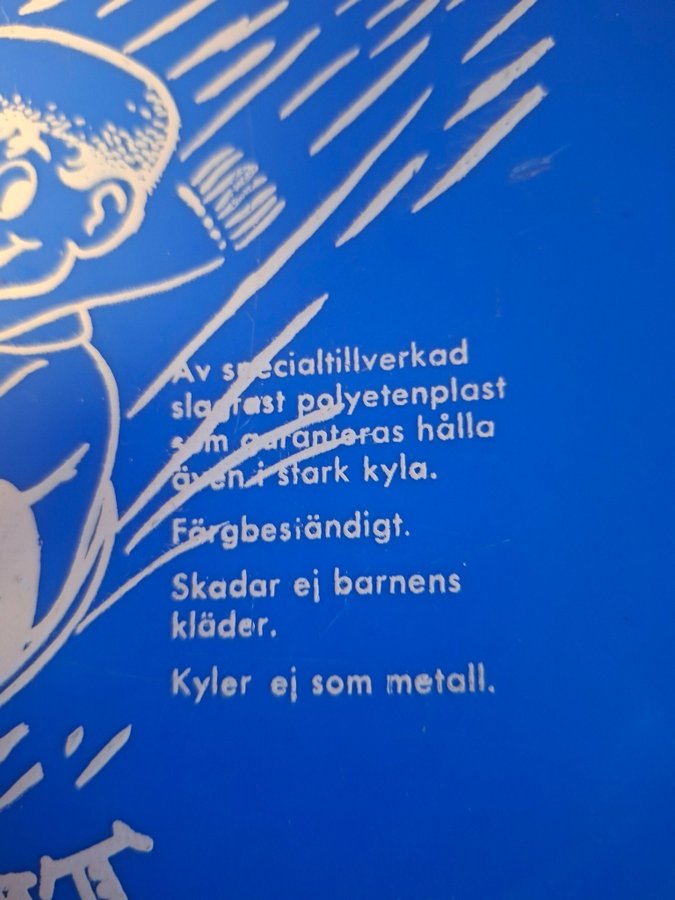 Av specialtillverkad
slagfast polyetenplast
som garanteras hålla
även i stark kyla.
Färgbeständigt.
Skadar ej barnens
kläder.
Kyler ej som metall.